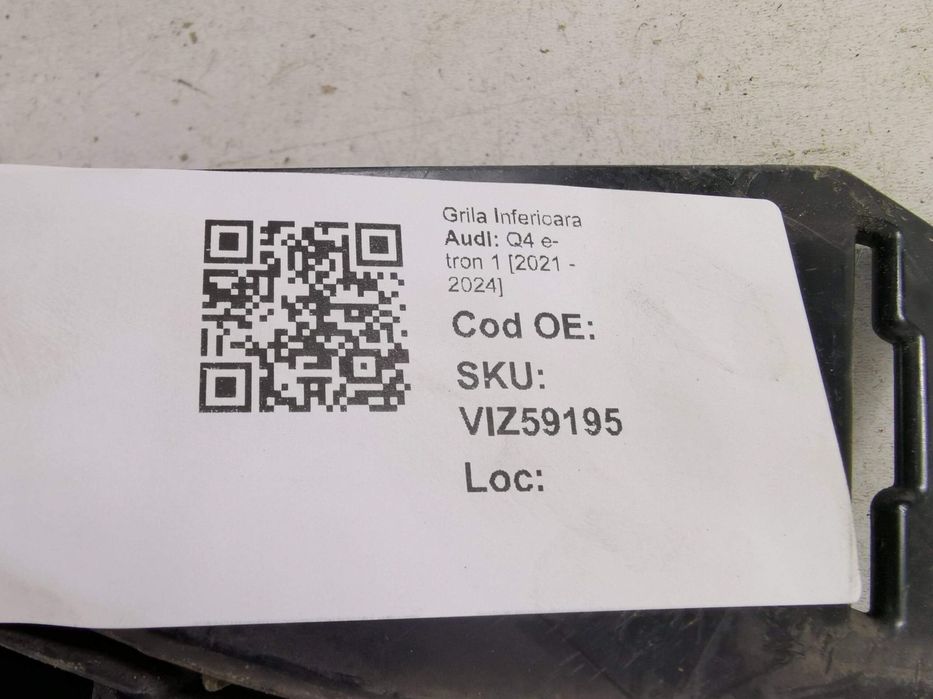 Grila Inferioara
Audi: Q4 e-
tron 1 [2021 -
2024]
Cod OE:
SKU:
VIZ59195
Loc: